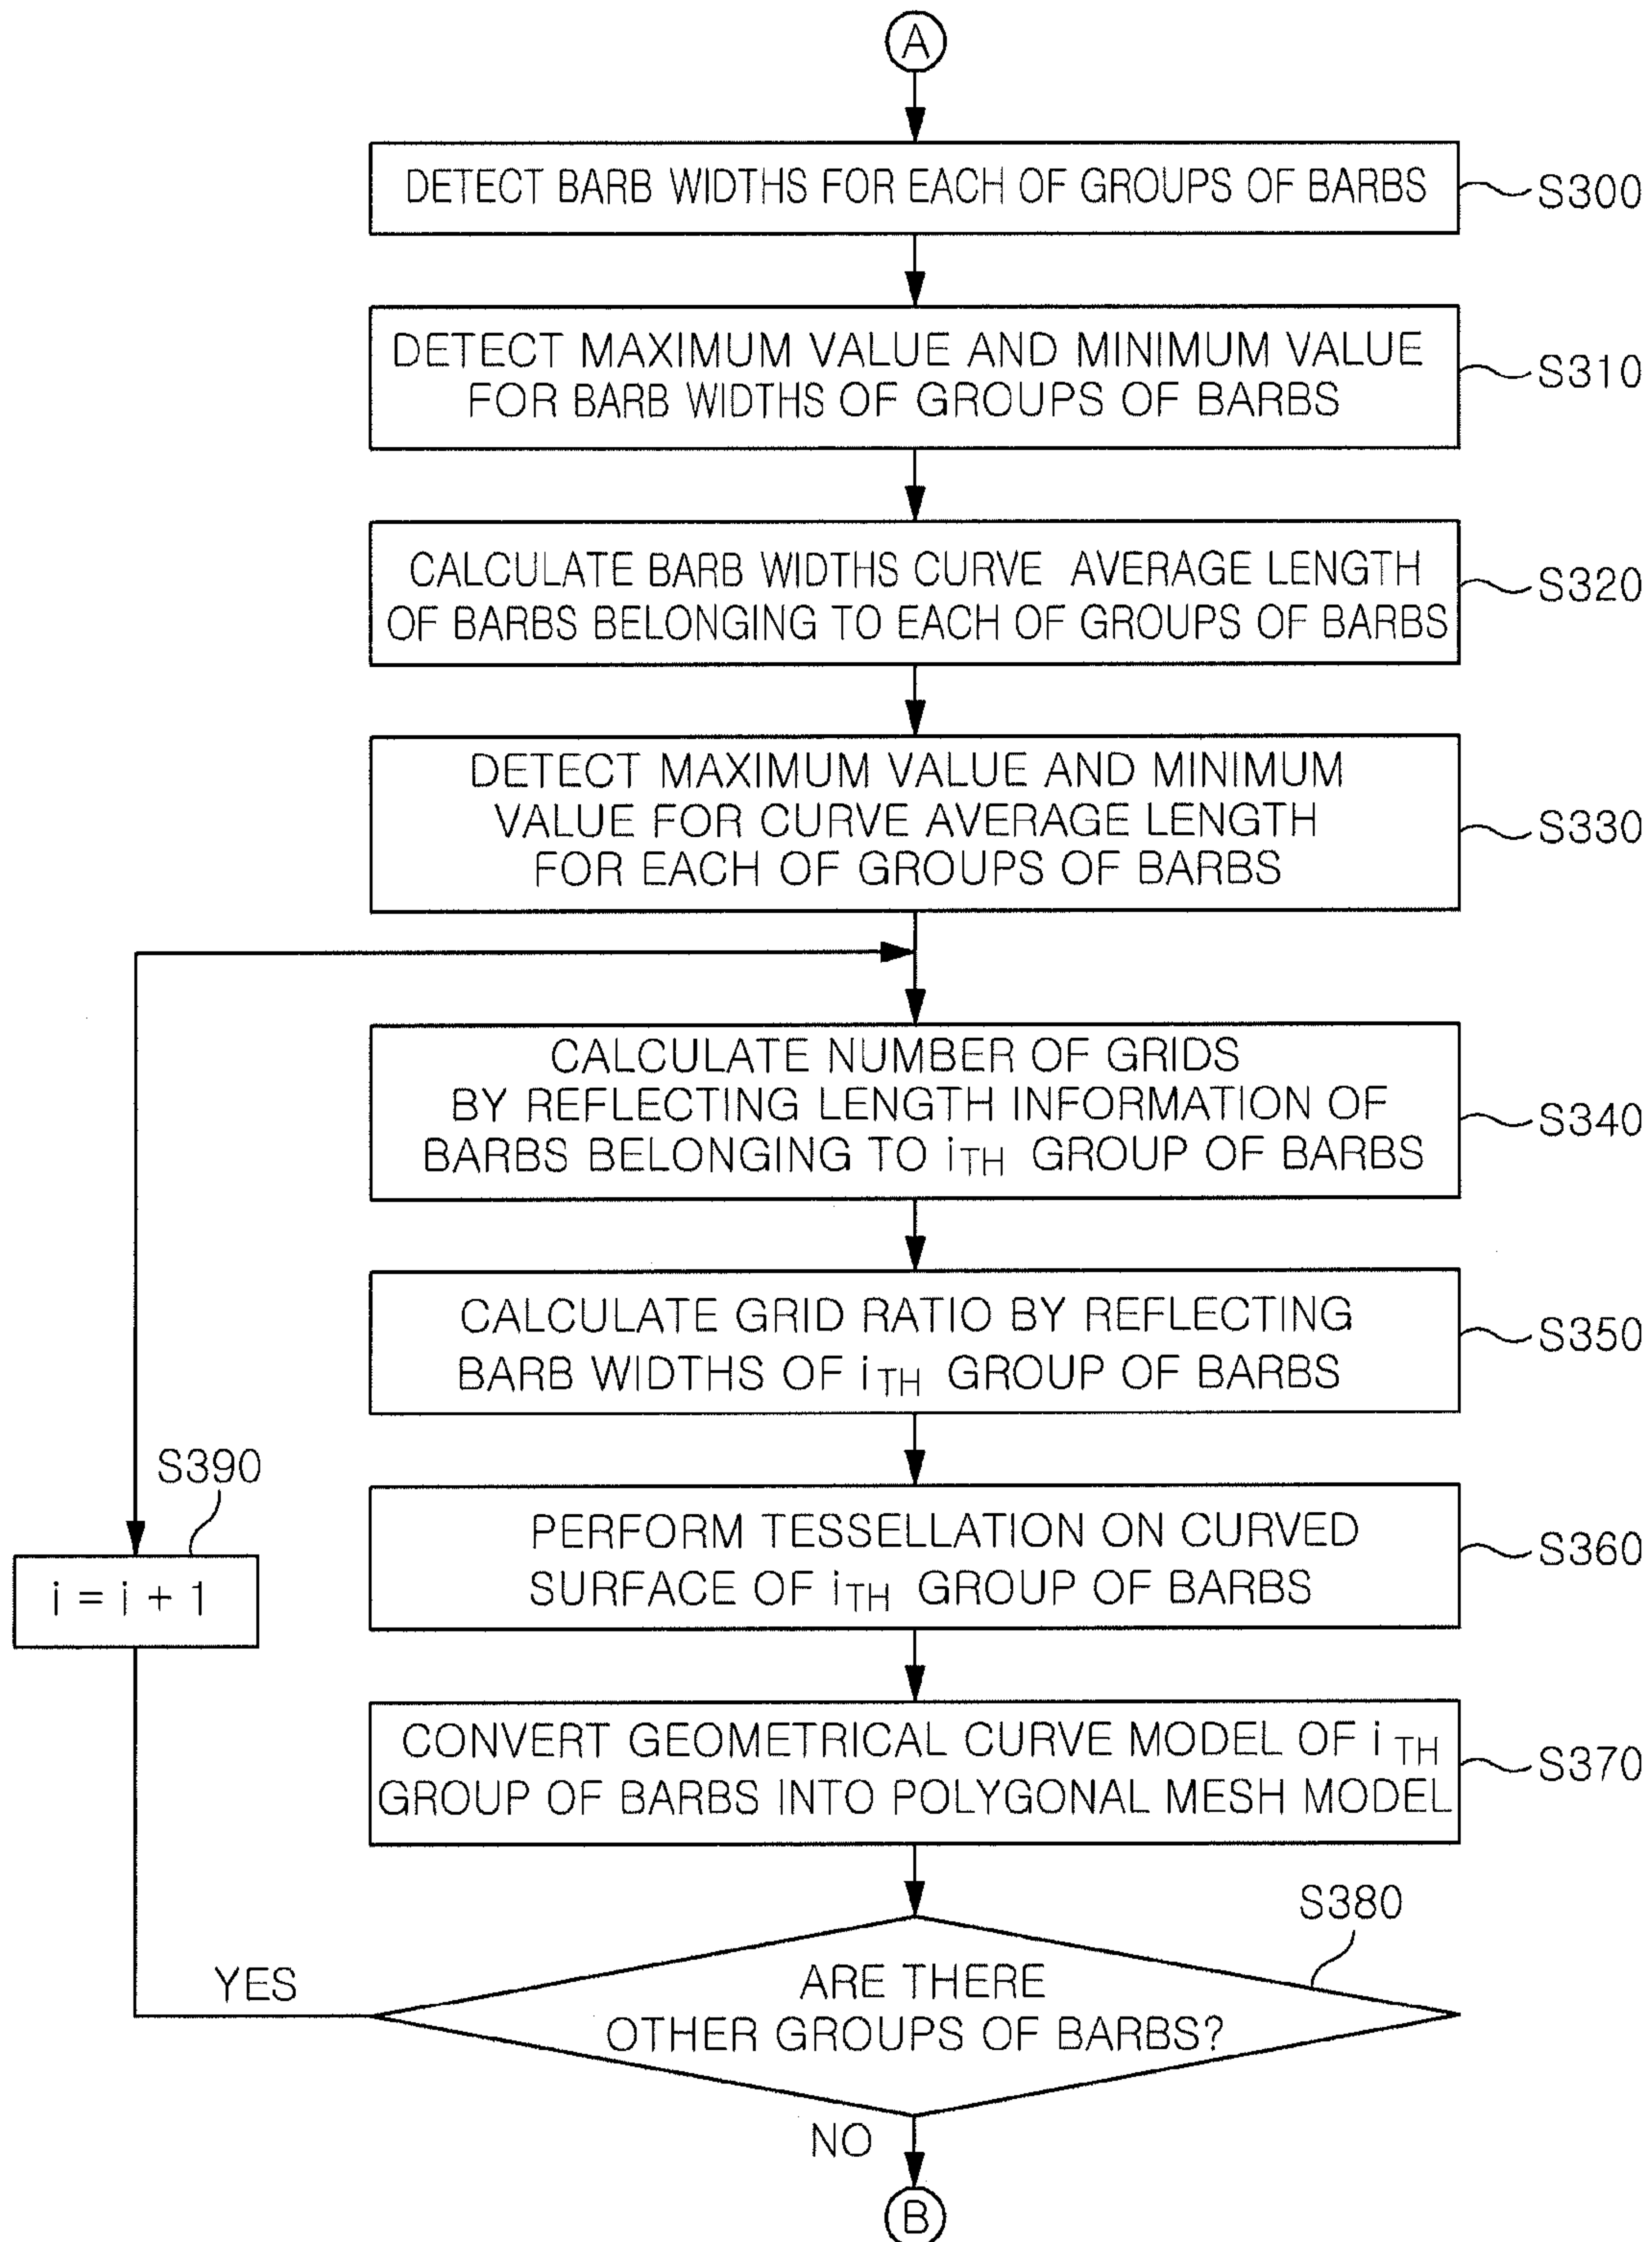 A
DETECT BARB WIDTHS FOR EACH OF GROUPS OF BARBS
S300
DETECT MAXIMUM VALUE AND MINIMUM VALUE
FOR BARB WIDTHS OF GROUPS OF BARBS
S310
CALCULATE BARB WIDTHS CURVE AVERAGE LENGTH
OF BARBS BELONGING TO EACH OF GROUPS OF BARBS
S320
DETECT MAXIMUM VALUE AND MINIMUM
VALUE FOR CURVE AVERAGE LENGTH
FOR EACH OF GROUPS OF BARBS
S330
CALCULATE NUMBER OF GRIDS
BY REFLECTING LENGTH INFORMATION OF
BARBS BELONGING TO iTH GROUP OF BARBS
S340
CALCULATE GRID RATIO BY REFLECTING
BARB WIDTHS OF iTH GROUP OF BARBS
S350
PERFORM TESSELLATION ON CURVED
SURFACE OF iTH GROUP OF BARBS
S360
S390
i = i + 1
CONVERT GEOMETRICAL CURVE MODEL OF i TH
GROUP OF BARBS INTO POLYGONAL MESH MODEL
S370
S380
ARE THERE
OTHER GROUPS OF BARBS?
YES
NO
B